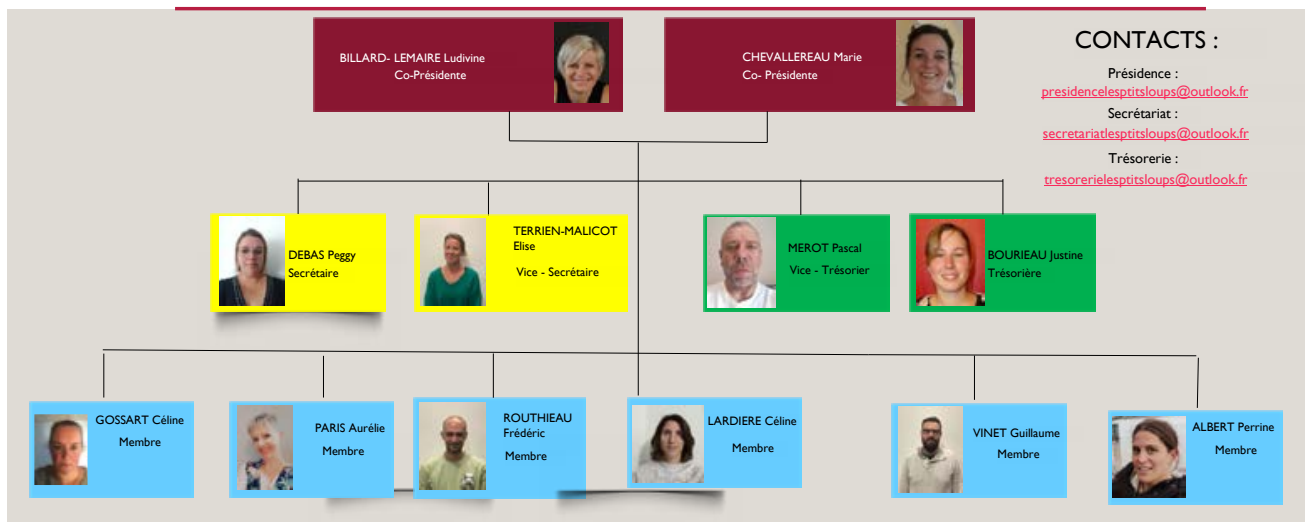 BILLARD- LEMAIRE Ludivine
Co-Présidente
CHEVALLEREAU Marie
Co- Présidente
CONTACTS :
Présidence :
presidencelesptitsloups@outlook.fr
Secrétariat :
secretariatlesptitsloups@outlook.fr
Trésorerie :
tresorerielesptitsloups@outlook.fr
DEBAS Peggy
Secrétaire
TERRIEN-MALICOT
Elise
Vice - Secrétaire
MEROT Pascal
Vice - Trésorier
BOURIEAU Justine
Trésorière
GOSSART Céline
Membre
PARIS Aurélie
Membre
ROUTHIEAU
Frédéric
Membre
LARDIERE Céline
Membre
VINET Guillaume
Membre
ALBERT Perrine
Membre